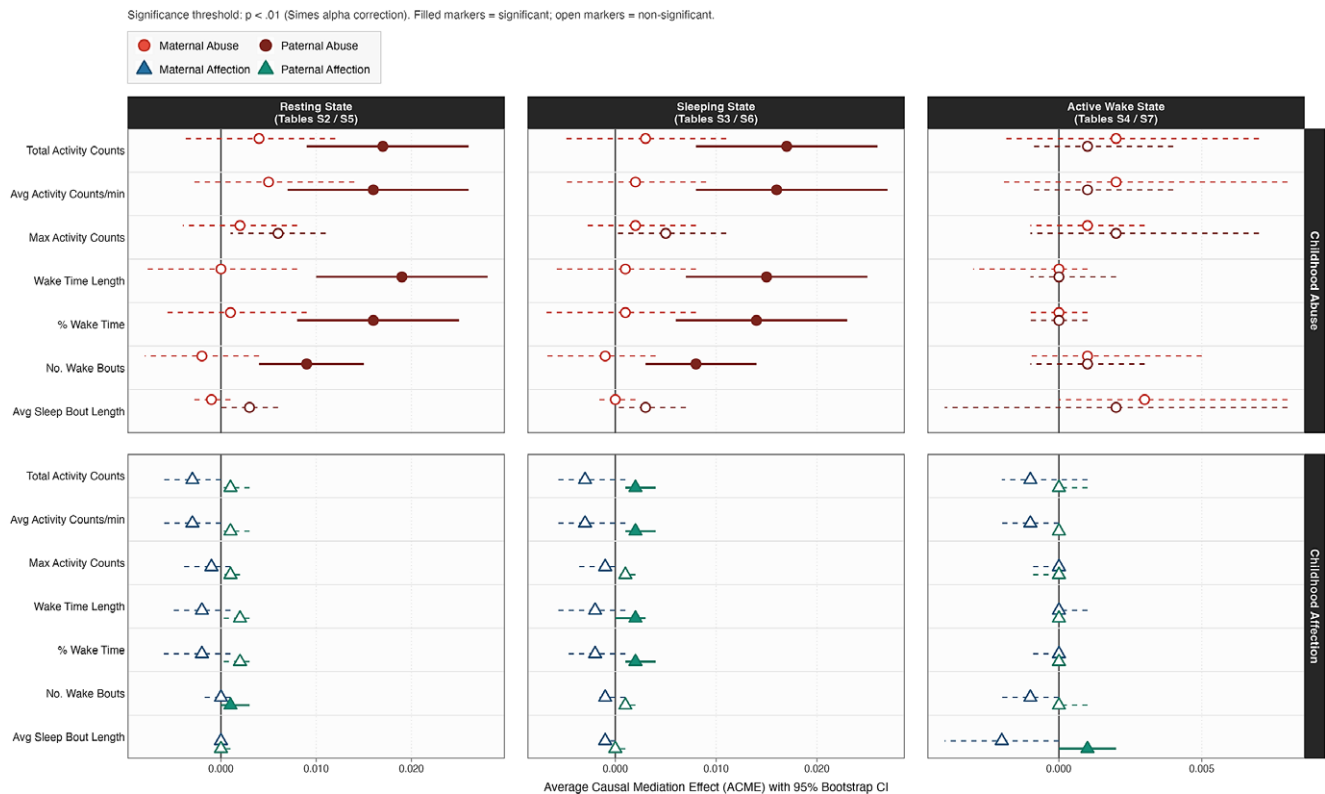 Significance threshold: p < .01 (Simes alpha correction). Filled markers = significant; open markers = non-significant.
Maternal Abuse
Paternal Abuse
Maternal Affection
Paternal Affection
Resting State
(Tables S2 / S5)
Sleeping State
(Tables S3 / S6)
Active Wake State
(Tables S4 / S7)
Total Activity Counts
Avg Activity Counts/min
Max Activity Counts
Wake Time Length
% Wake Time
No. Wake Bouts
Avg Sleep Bout Length
Childhood Abuse
Total Activity Counts
Avg Activity Counts/min
Max Activity Counts
Wake Time Length
% Wake Time
No. Wake Bouts
Avg Sleep Bout Length
Childhood Affection
0.000 0.010 0.020
0.000 0.010 0.020
0.000 0.005
Average Causal Mediation Effect (ACME) with 95% Bootstrap CI